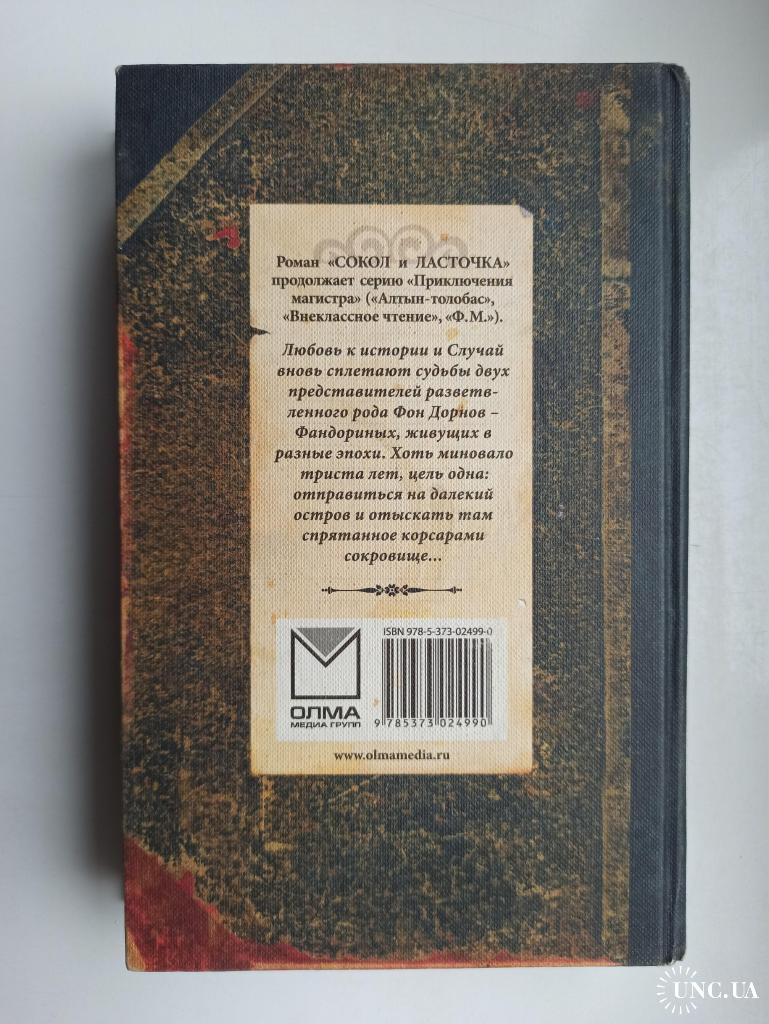 Роман «СОКОЛ и ЛАСТОЧКА»
продолжает серию «Приключения
магистра» («Алтын-толобас»,
«Внеклассное чтение», «Ф.М.»).
Любовь к истории и Случай
вновь сплетают судьбы двух
представителей разветв-
ленного рода Фон Дорнов –
Фандориных, живущих в
разные эпохи. Хоть миновало
триста лет, цель одна:
отправиться на далекий
остров и отыскать там
спрятанное корсарами
сокровище...
ISBN 978-5-373-02499-0
ОЛМА
МЕДИА ГРУПП
9 785373 024990
www.olmamedia.ru
UNC.UA